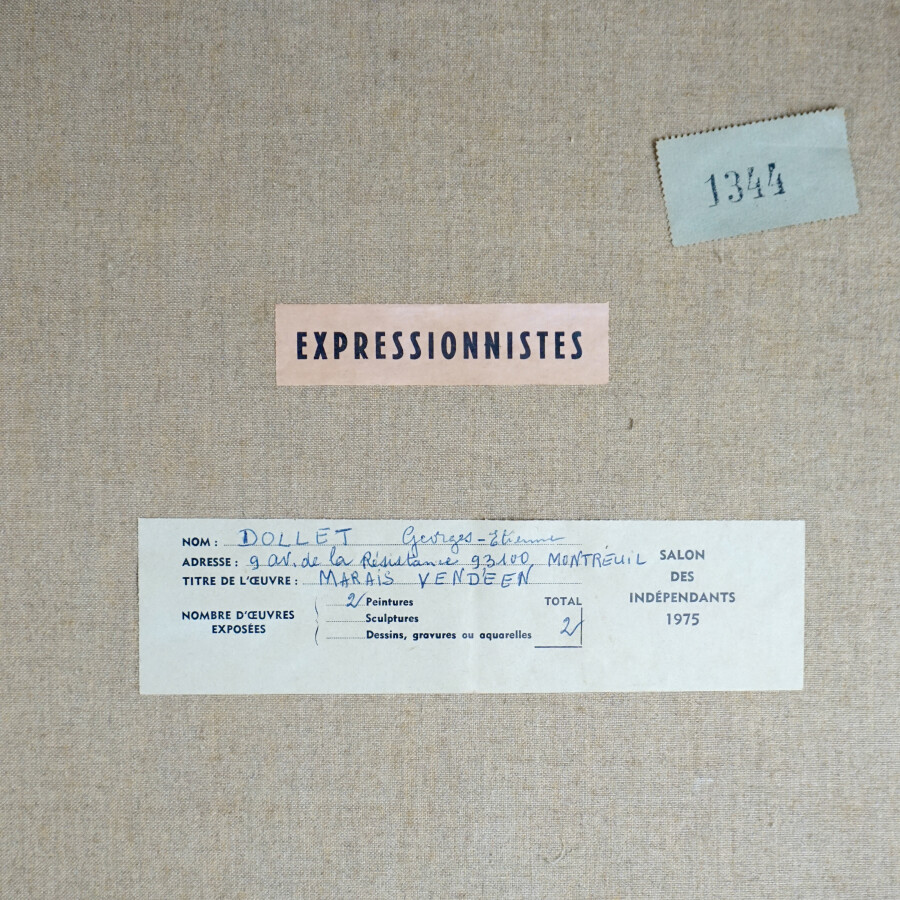 1344
EXPRESSIONNISTES
NOM : DOLLET Georges-Etienne
ADRESSE : 9 av. de la Résistance 93100 MONTREUIL
TITRE DE L'ŒUVRE : MARAIS VENDÉEN
NOMBRE D'ŒUVRES
EXPOSÉES
2 Peintures
Sculptures
Dessins, gravures ou aquarelles
TOTAL
2
SALON
DES
INDÉPENDANTS
1975